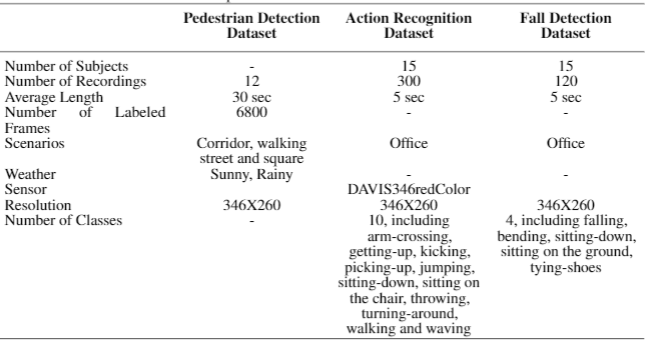 Pedestrian Detection Dataset Action Recognition Dataset Fall Detection Dataset
Number of Subjects - 15 15
Number of Recordings 12 300 120
Average Length 30 sec 5 sec 5 sec
Number of Labeled Frames 6800 - -
Scenarios Corridor, walking street and square Office Office
Weather Sunny, Rainy - -
Sensor DAVIS346redColor
Resolution 346X260 346X260 346X260
Number of Classes - 10, including arm-crossing, getting-up, kicking, picking-up, jumping, sitting-down, sitting on the chair, throwing, turning-around, walking and waving 4, including falling, bending, sitting-down, sitting on the ground, tying-shoes